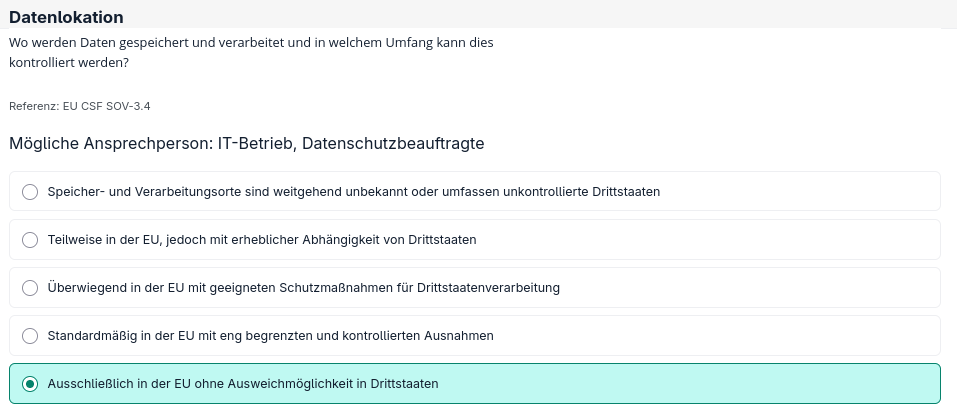 Datenlokation
Wo werden Daten gespeichert und verarbeitet und in welchem Umfang kann dies
kontrolliert werden?
Referenz: EU CSF SOV-3.4
Mögliche Ansprechperson: IT-Betrieb, Datenschutzbeauftragte
Speicher- und Verarbeitungsorte sind weitgehend unbekannt oder umfassen unkontrollierte Drittstaaten
Teilweise in der EU, jedoch mit erheblicher Abhängigkeit von Drittstaaten
Überwiegend in der EU mit geeigneten Schutzmaßnahmen für Drittstaatenverarbeitung
Standardmäßig in der EU mit eng begrenzten und kontrollierten Ausnahmen
Ausschließlich in der EU ohne Ausweichmöglichkeit in Drittstaaten